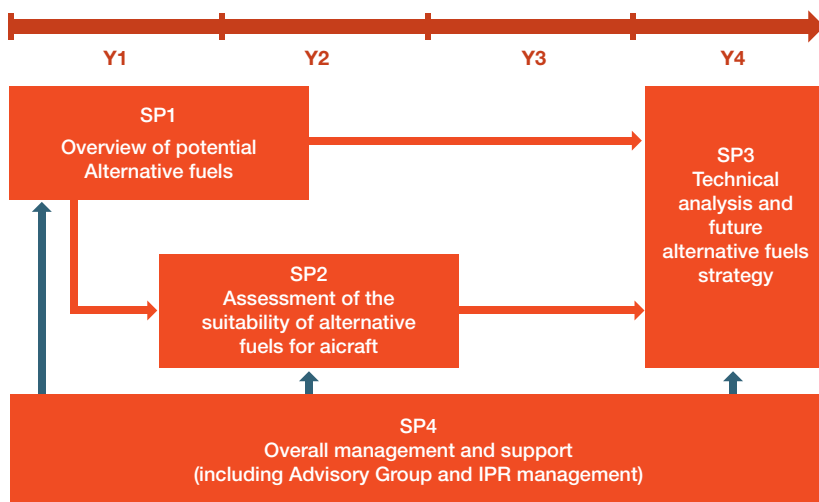 Y1 Y2 Y3 Y4
SP1
Overview of potential
Alternative fuels
SP2
Assessment of the
suitability of alternative
fuels for aicraft
SP3
Technical
analysis and
future
alternative fuels
strategy
SP4
Overall management and support
(including Advisory Group and IPR management)